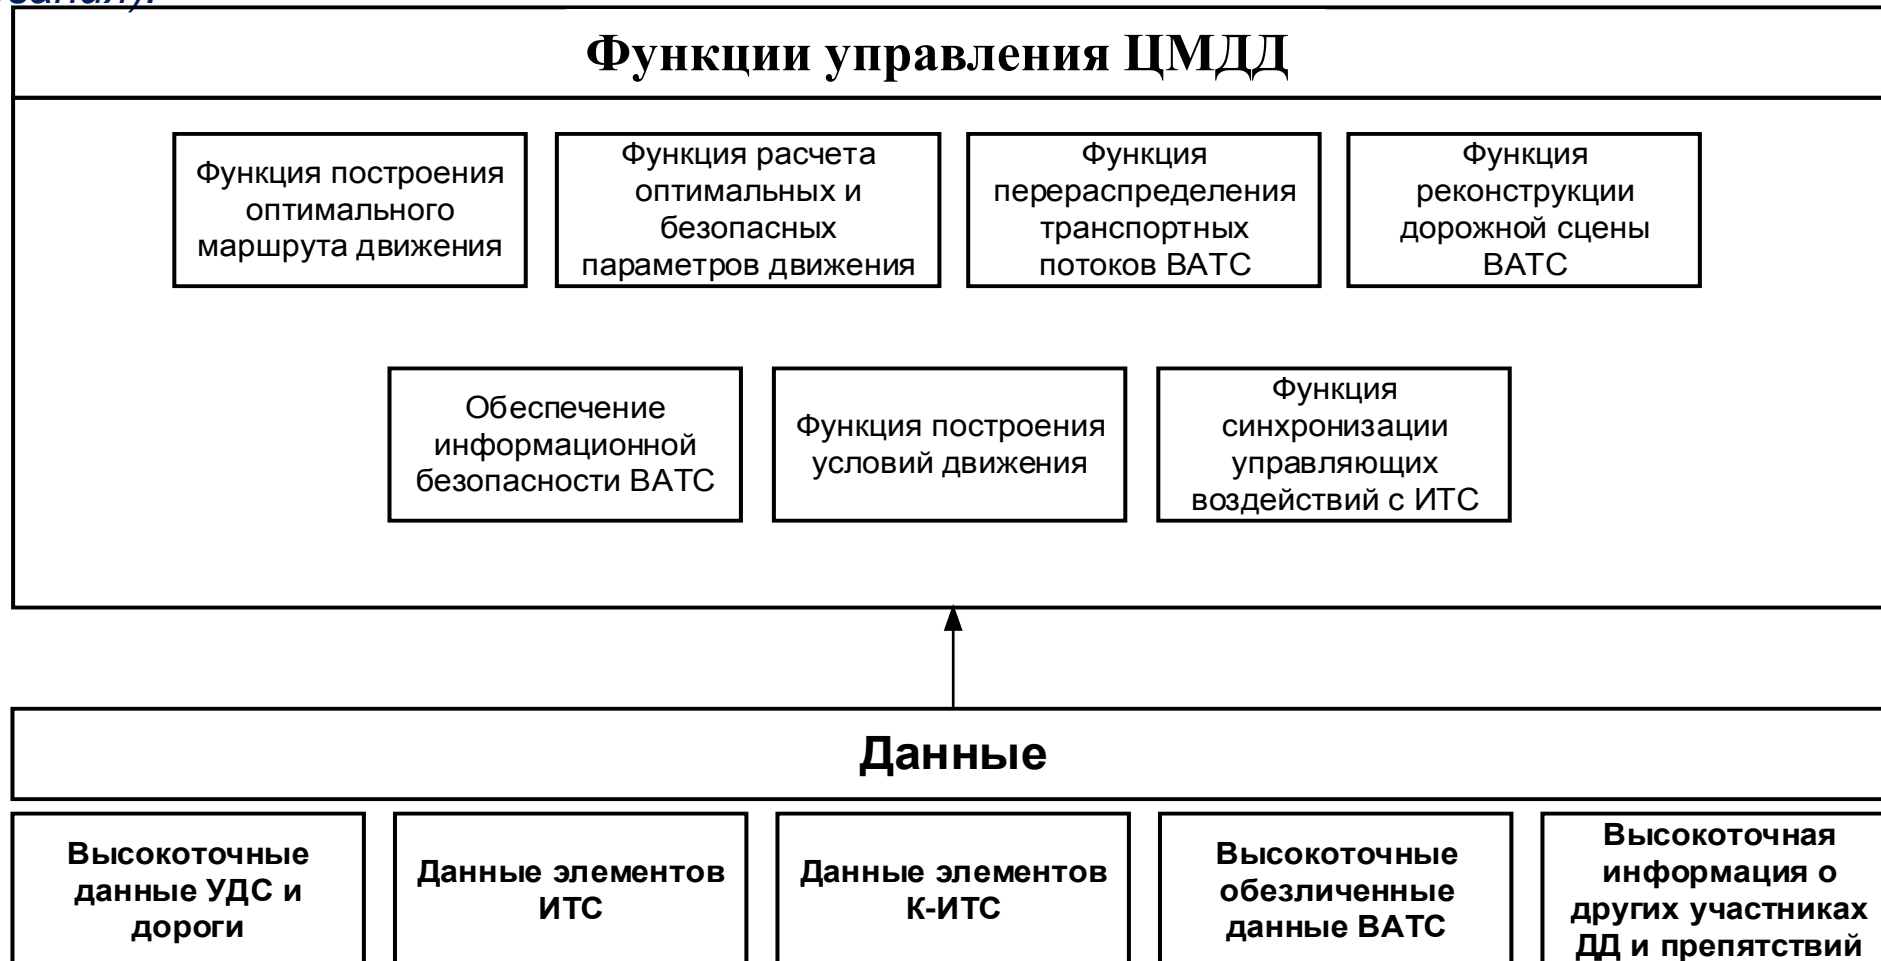 Функции управления ЦМДД
Функция построения
оптимального
маршрута движения
Функция расчета
оптимальных и
безопасных
параметров движения
Функция
перераспределения
транспортных
потоков ВАТС
Функция
реконструкции
дорожной сцены
ВАТС
Обеспечение
информационной
безопасности ВАТС
Функция построения
условий движения
Функция
синхронизации
управляющих
воздействий с ИТС
Данные
Высокоточные
данные УДС и
дороги
Данные элементов
ИТС
Данные элементов
К-ИТС
Высокоточные
обезличенные
данные ВАТС
Высокоточная
информация о
других участниках
ДД и препятствий